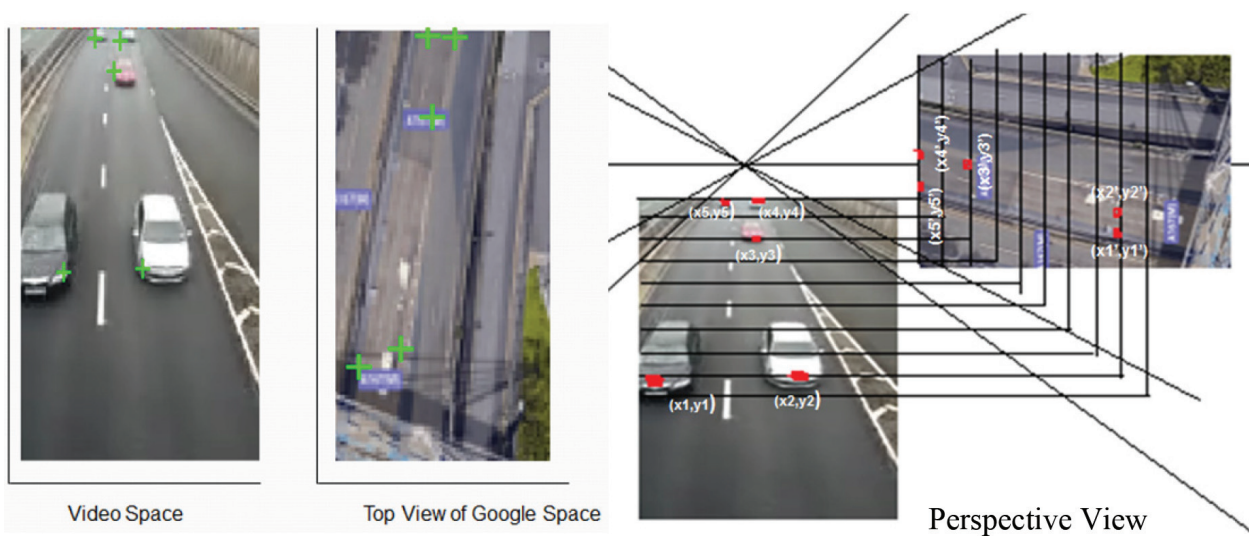 Video Space
Top View of Google Space
(x5,y5)
(x4,y4)
(x3,y3)
(x1,y1)
(x2,y2)
(x5',y5')
(x4',y4')
(x3',y3')
(x2',y2')
(x1',y1')
Perspective View